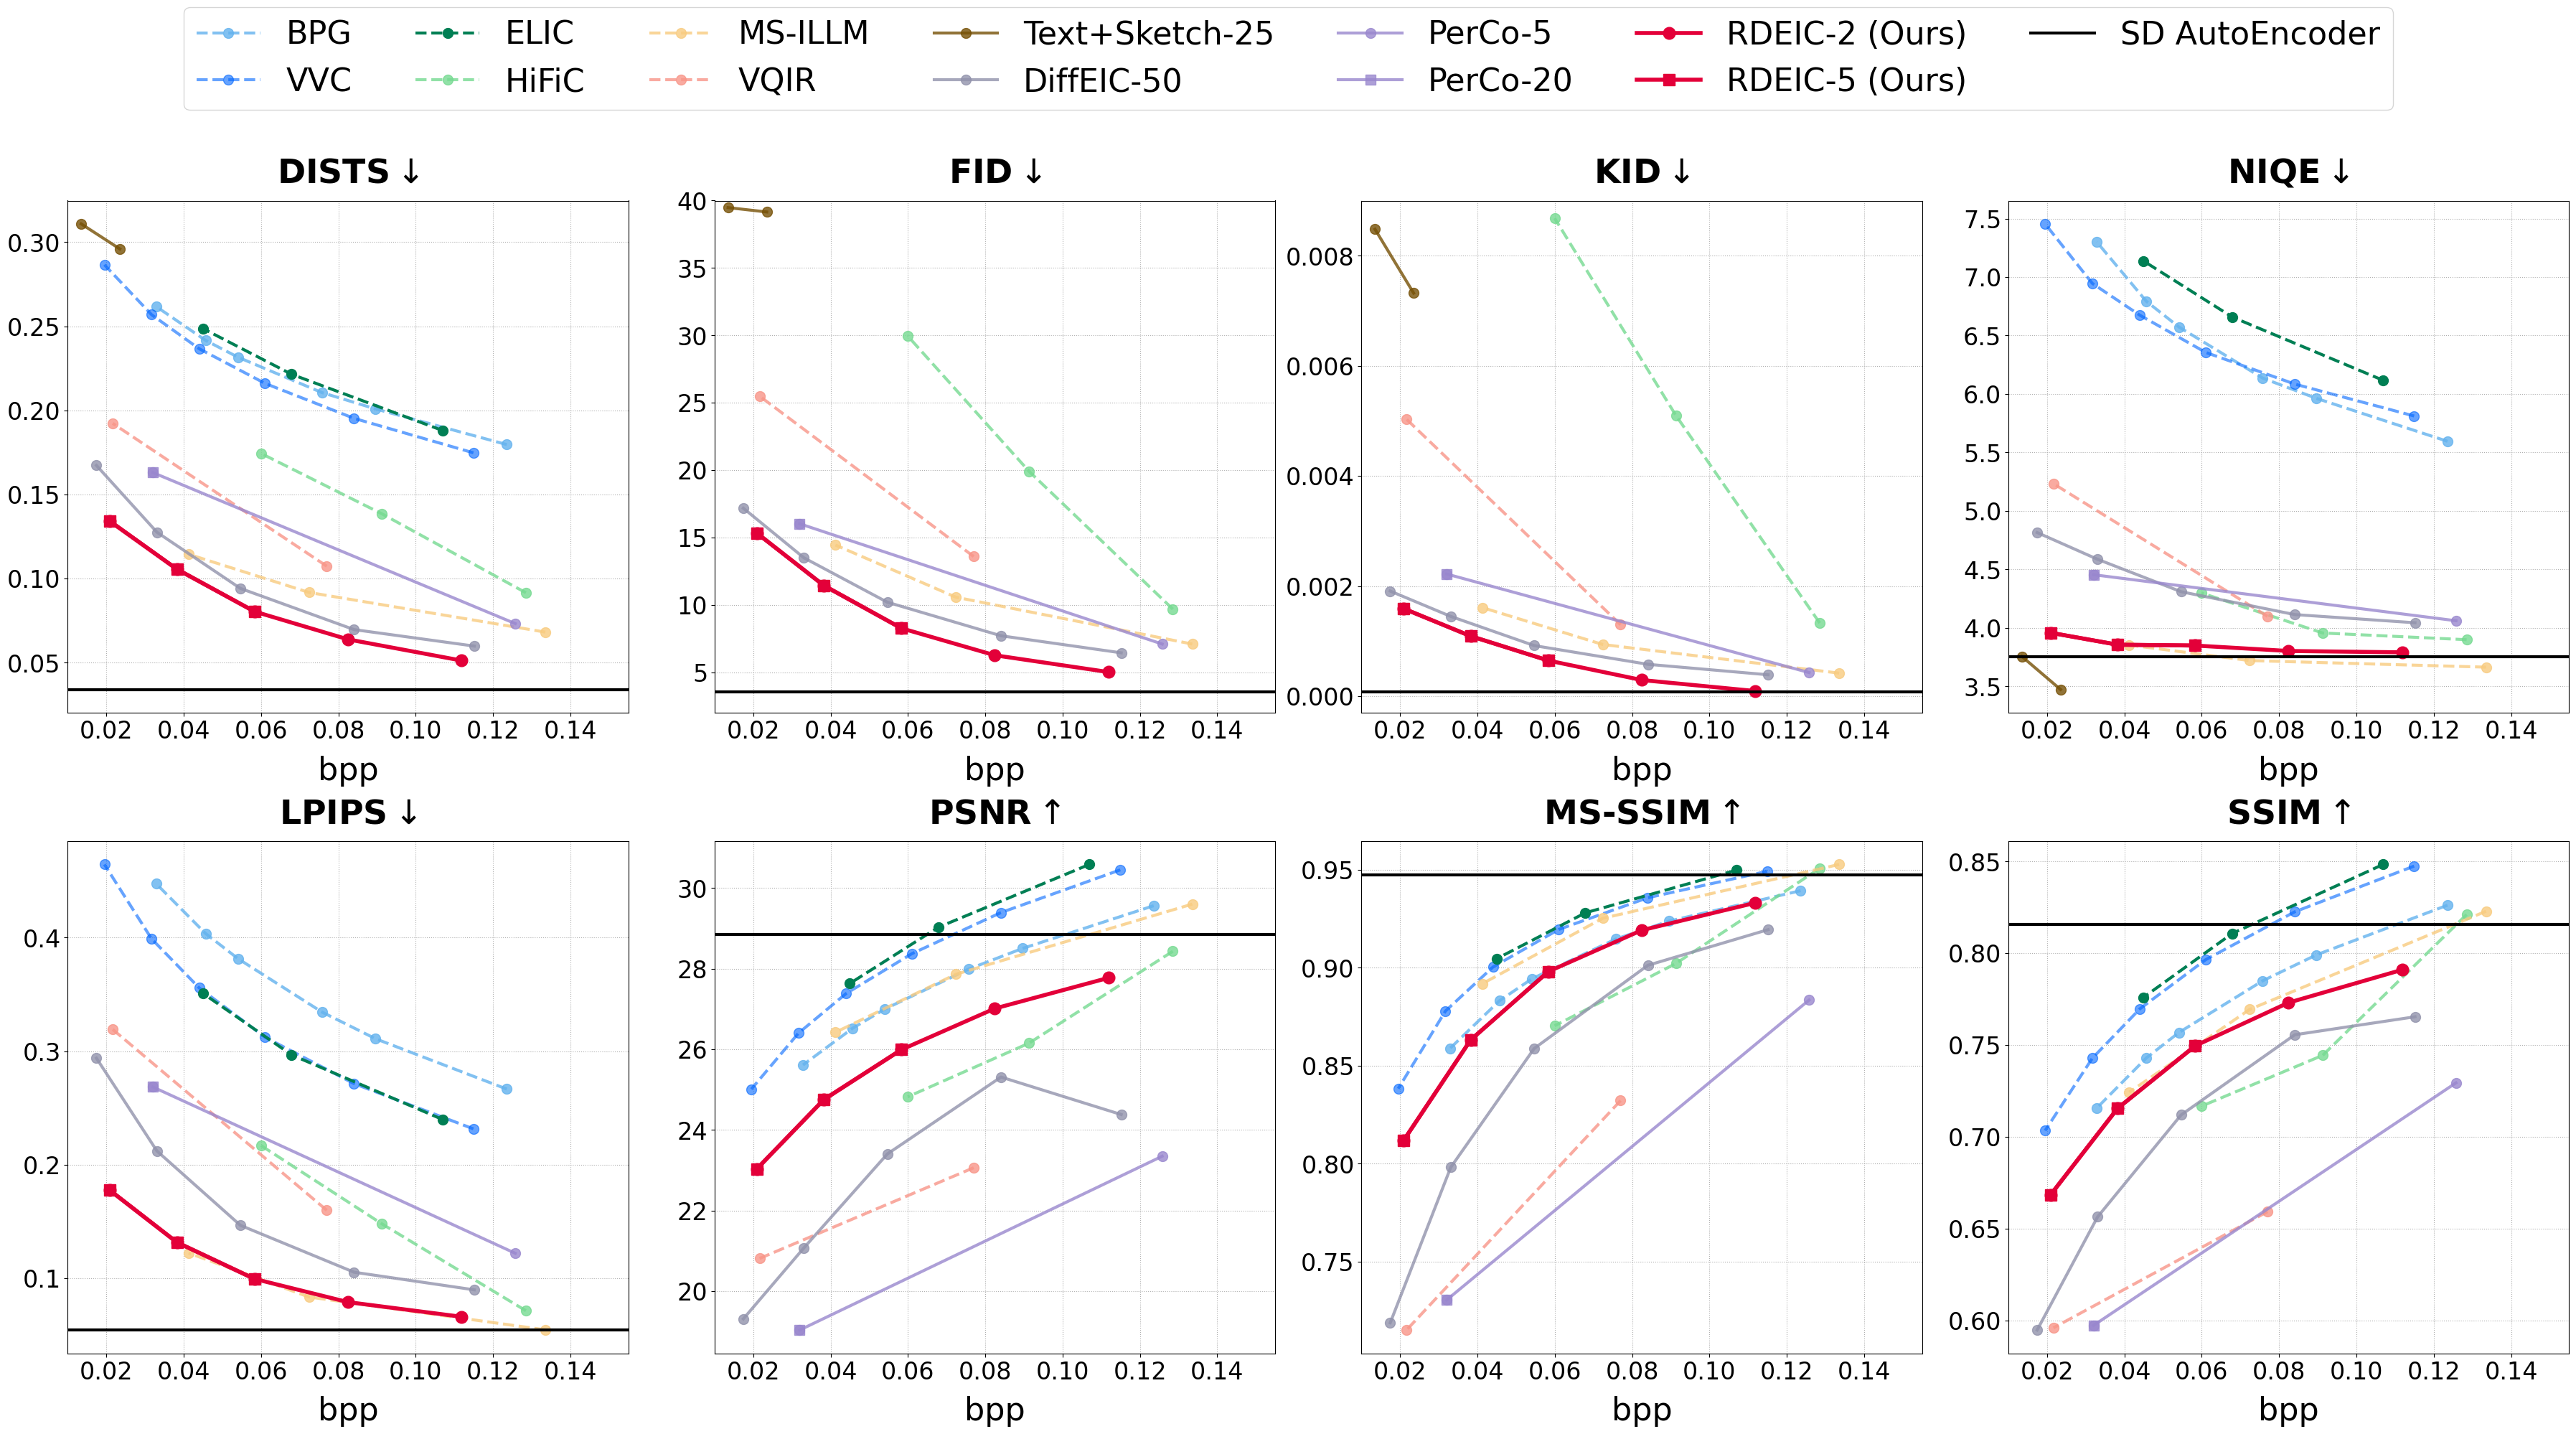 BPG ELIC MS-ILLM Text+Sketch-25 PerCo-5 RDEIC-2 (Ours) SD AutoEncoder
VVC HiFiC VQIR DiffEIC-50 PerCo-20 RDEIC-5 (Ours)
DISTS ↓
0.30
0.25
0.20
0.15
0.10
0.05
0.02 0.04 0.06 0.08 0.10 0.12 0.14
bpp
FID ↓
40
35
30
25
20
15
10
5
0.02 0.04 0.06 0.08 0.10 0.12 0.14
bpp
KID ↓
0.008
0.006
0.004
0.002
0.000
0.02 0.04 0.06 0.08 0.10 0.12 0.14
bpp
NIQE ↓
7.5
7.0
6.5
6.0
5.5
5.0
4.5
4.0
3.5
0.02 0.04 0.06 0.08 0.10 0.12 0.14
bpp
LPIPS ↓
0.4
0.3
0.2
0.1
0.02 0.04 0.06 0.08 0.10 0.12 0.14
bpp
PSNR ↑
30
28
26
24
22
20
0.02 0.04 0.06 0.08 0.10 0.12 0.14
bpp
MS-SSIM ↑
0.95
0.90
0.85
0.80
0.75
0.02 0.04 0.06 0.08 0.10 0.12 0.14
bpp
SSIM ↑
0.85
0.80
0.75
0.70
0.65
0.60
0.02 0.04 0.06 0.08 0.10 0.12 0.14
bpp